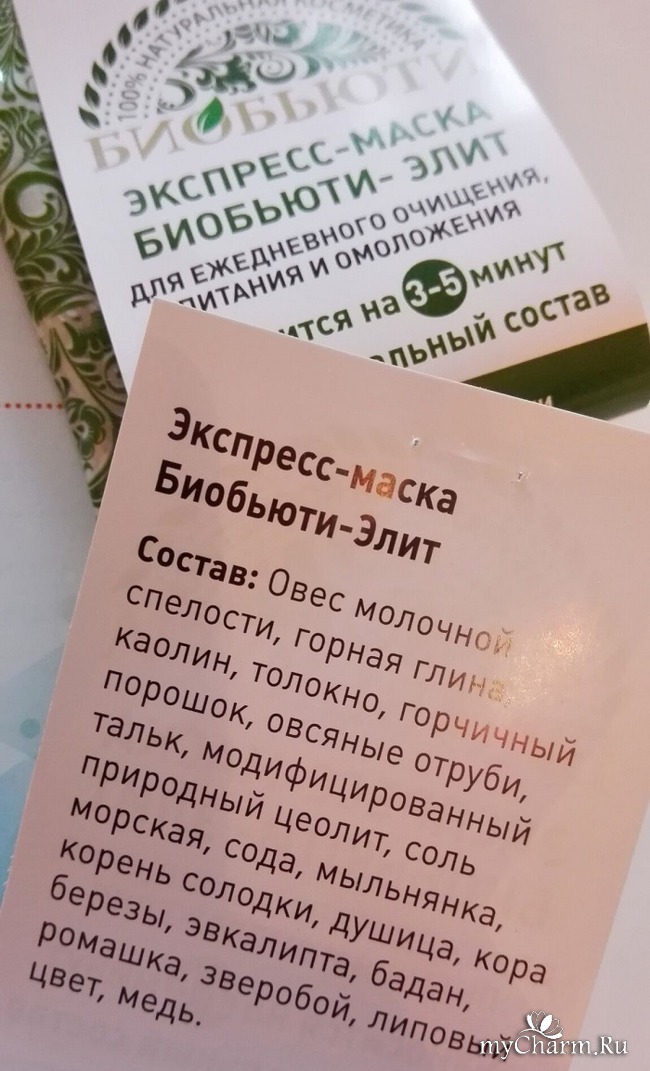 100% НАТУРАЛЬНАЯ КОСМЕТИКА
БИОБЬЮТИ
ЭКСПРЕСС-МАСКА
БИОБЬЮТИ- ЭЛИТ
ДЛЯ ЕЖЕДНЕВНОГО ОЧИЩЕНИЯ,
ПИТАНИЯ И ОМОЛОЖЕНИЯ
на 3-5 минут
состав
Экспресс-маска
Биобьюти-Элит
Состав: Овес молочной
спелости, горная глина,
каолин, толокно, горчичный
порошок, овсяные отруби,
тальк, модифицированный
природный цеолит, соль
морская, сода, мыльнянка,
корень солодки, душица, кора
березы, эвкалипта, бадан,
ромашка, зверобой, липовый
цвет, медь.
myCharm.Ru